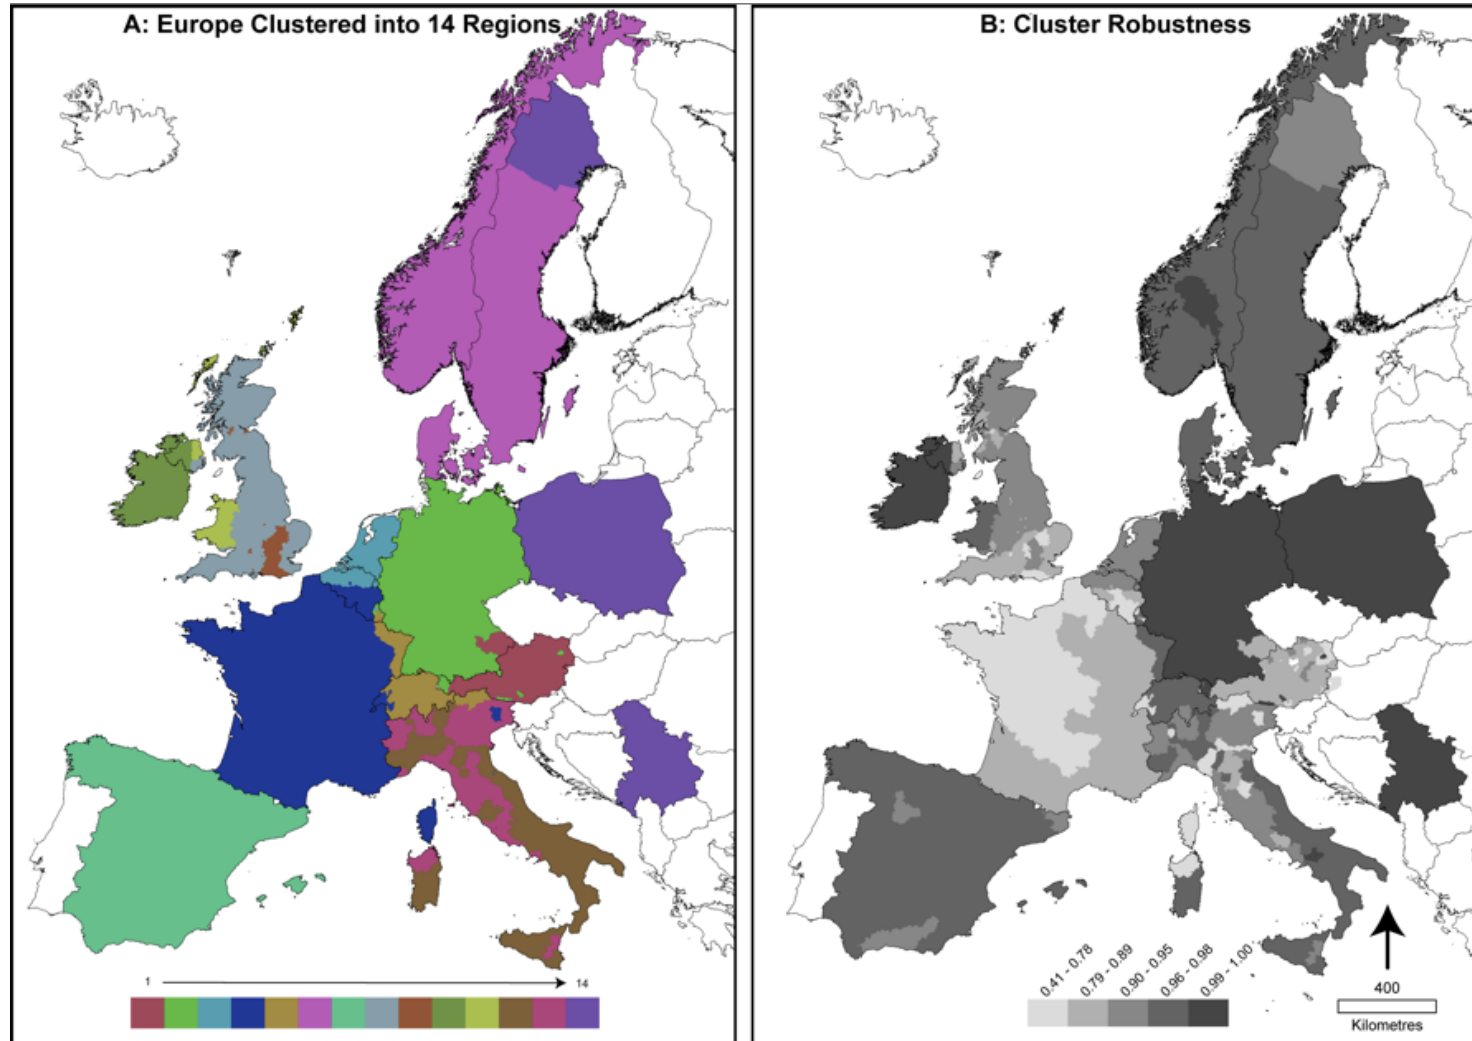 A: Europe Clustered into 14 Regions
B: Cluster Robustness
1
14
0.41 - 0.78
0.79 - 0.89
0.90 - 0.95
0.96 - 0.98
0.99 - 1.00
400
Kilometres